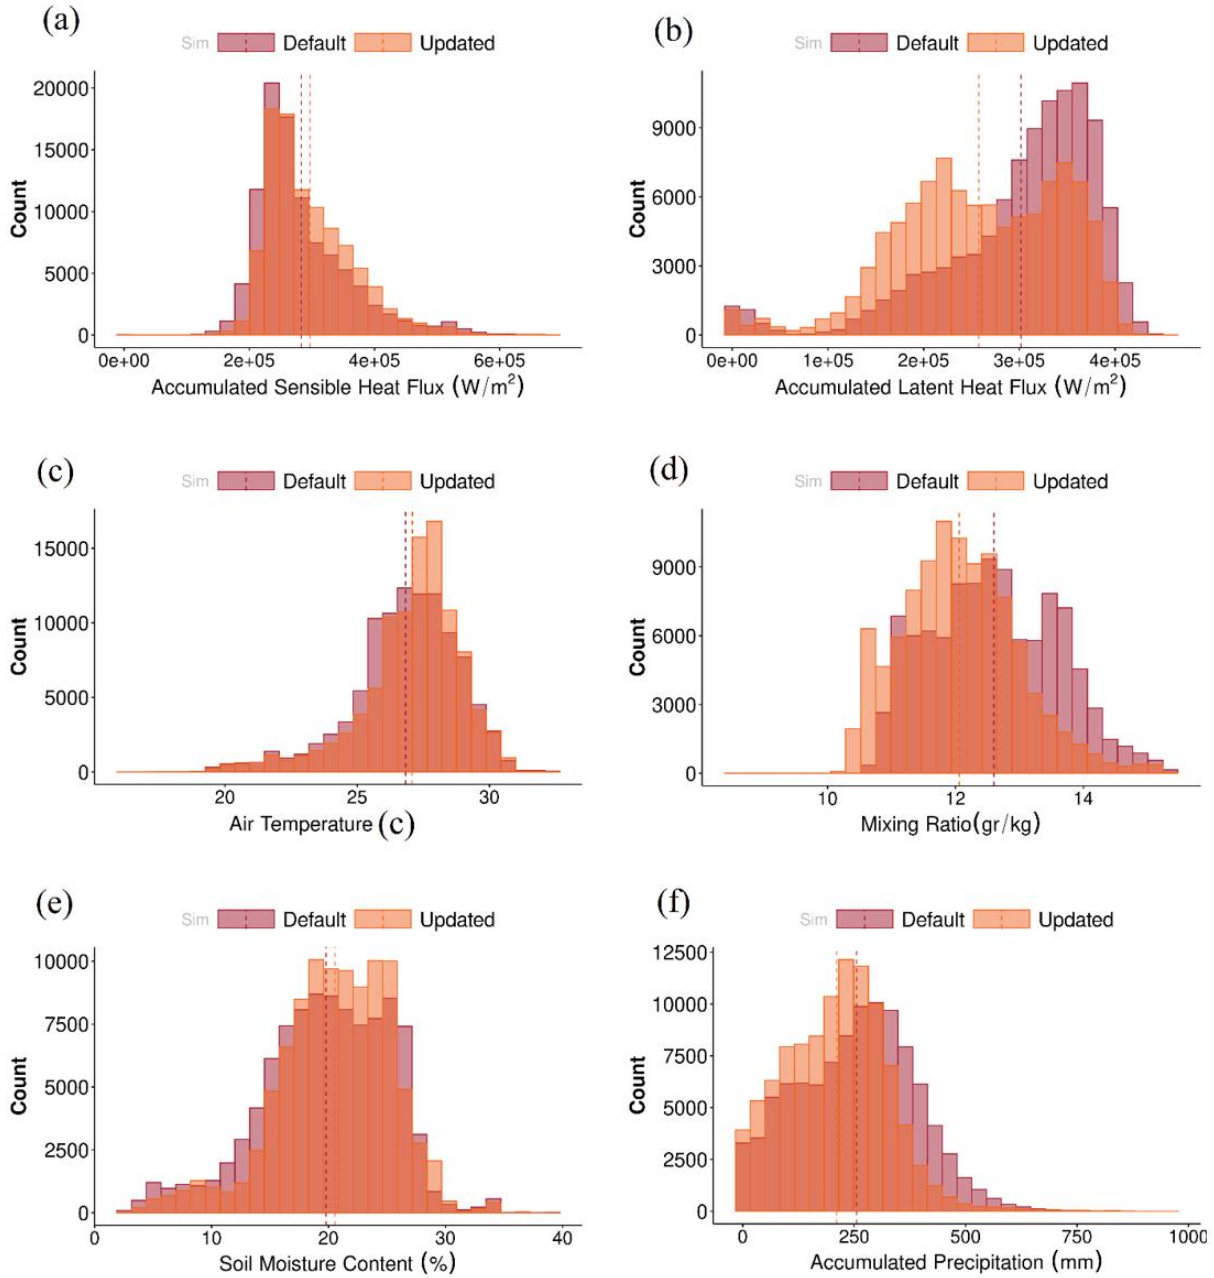 (a)
Sim Default Updated
20000
15000
10000
5000
0
Count
0e+00 2e+05 4e+05 6e+05
Accumulated Sensible Heat Flux (W/m²)
(b)
Sim Default Updated
9000
6000
3000
0
Count
0e+00 1e+05 2e+05 3e+05 4e+05
Accumulated Latent Heat Flux (W/m²)
(c)
Sim Default Updated
15000
10000
5000
0
Count
20 25 30
Air Temperature (c)
(d)
Sim Default Updated
9000
6000
3000
0
Count
10 12 14
Mixing Ratio(gr/kg)
(e)
Sim Default Updated
10000
7500
5000
2500
0
Count
0 10 20 30 40
Soil Moisture Content (%)
(f)
Sim Default Updated
12500
10000
7500
5000
2500
0
Count
0 250 500 750 1000
Accumulated Precipitation (mm)